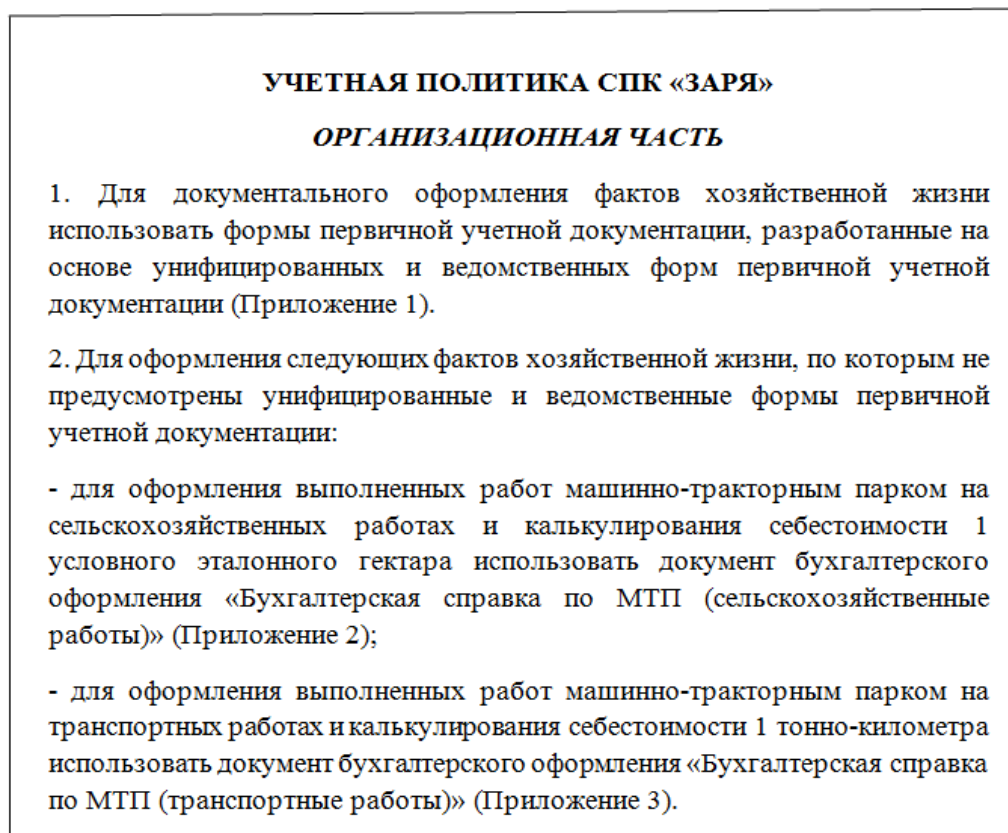 УЧЕТНАЯ ПОЛИТИКА СПК «ЗАРЯ»
ОРГАНИЗАЦИОННАЯ ЧАСТЬ
1. Для документального оформления фактов хозяйственной жизни
использовать формы первичной учетной документации, разработанные на
основе унифицированных и ведомственных форм первичной учетной
документации (Приложение 1).
2. Для оформления следующих фактов хозяйственной жизни, по которым не
предусмотрены унифицированные и ведомственные формы первичной
учетной документации:
- для оформления выполненных работ машинно-тракторным парком на
сельскохозяйственных работах и калькулирования себестоимости 1
условного эталонного гектара использовать документ бухгалтерского
оформления «Бухгалтерская справка по МТП (сельскохозяйственные
работы)» (Приложение 2);
- для оформления выполненных работ машинно-тракторным парком на
транспортных работах и калькулирования себестоимости 1 тонно-километра
использовать документ бухгалтерского оформления «Бухгалтерская справка
по МТП (транспортные работы)» (Приложение 3).